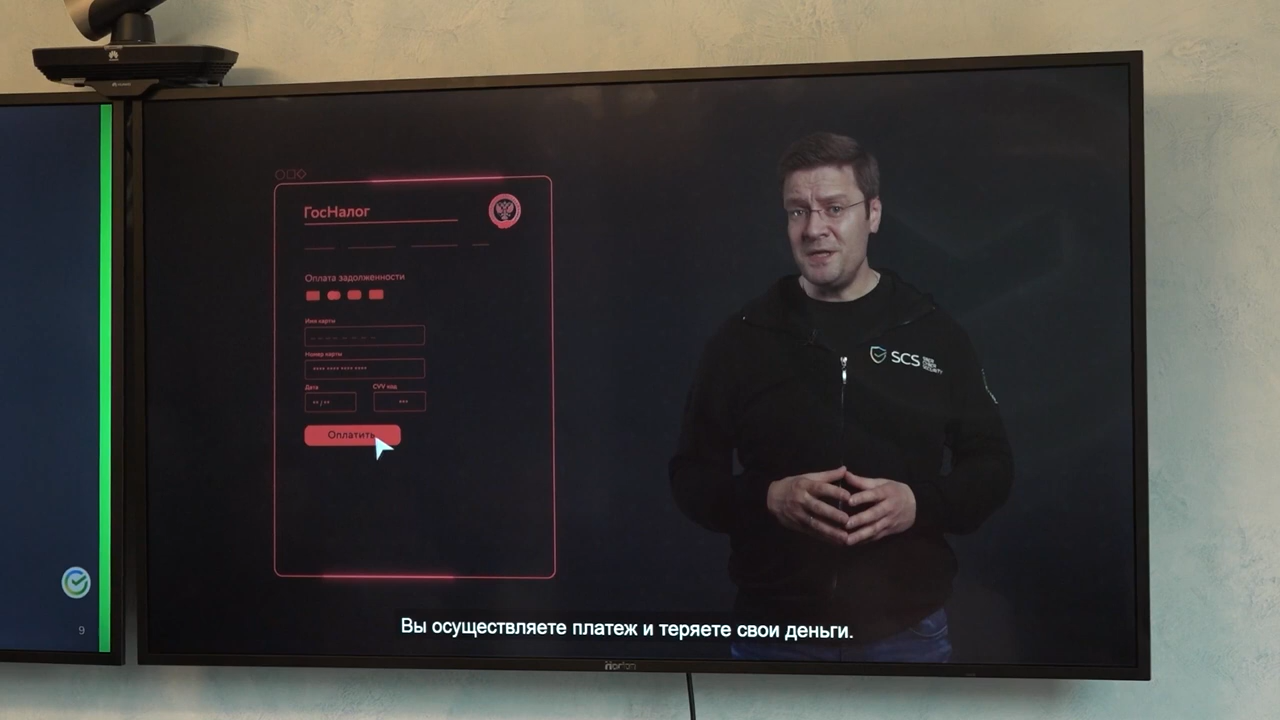 ГосНалог
Оплата задолженности
Имя карты
Номер карты
**** **** **** ****
Дата
CVV код
** / **
***
Оплатить
SCS
Вы осуществляете платеж и теряете свои деньги.
9